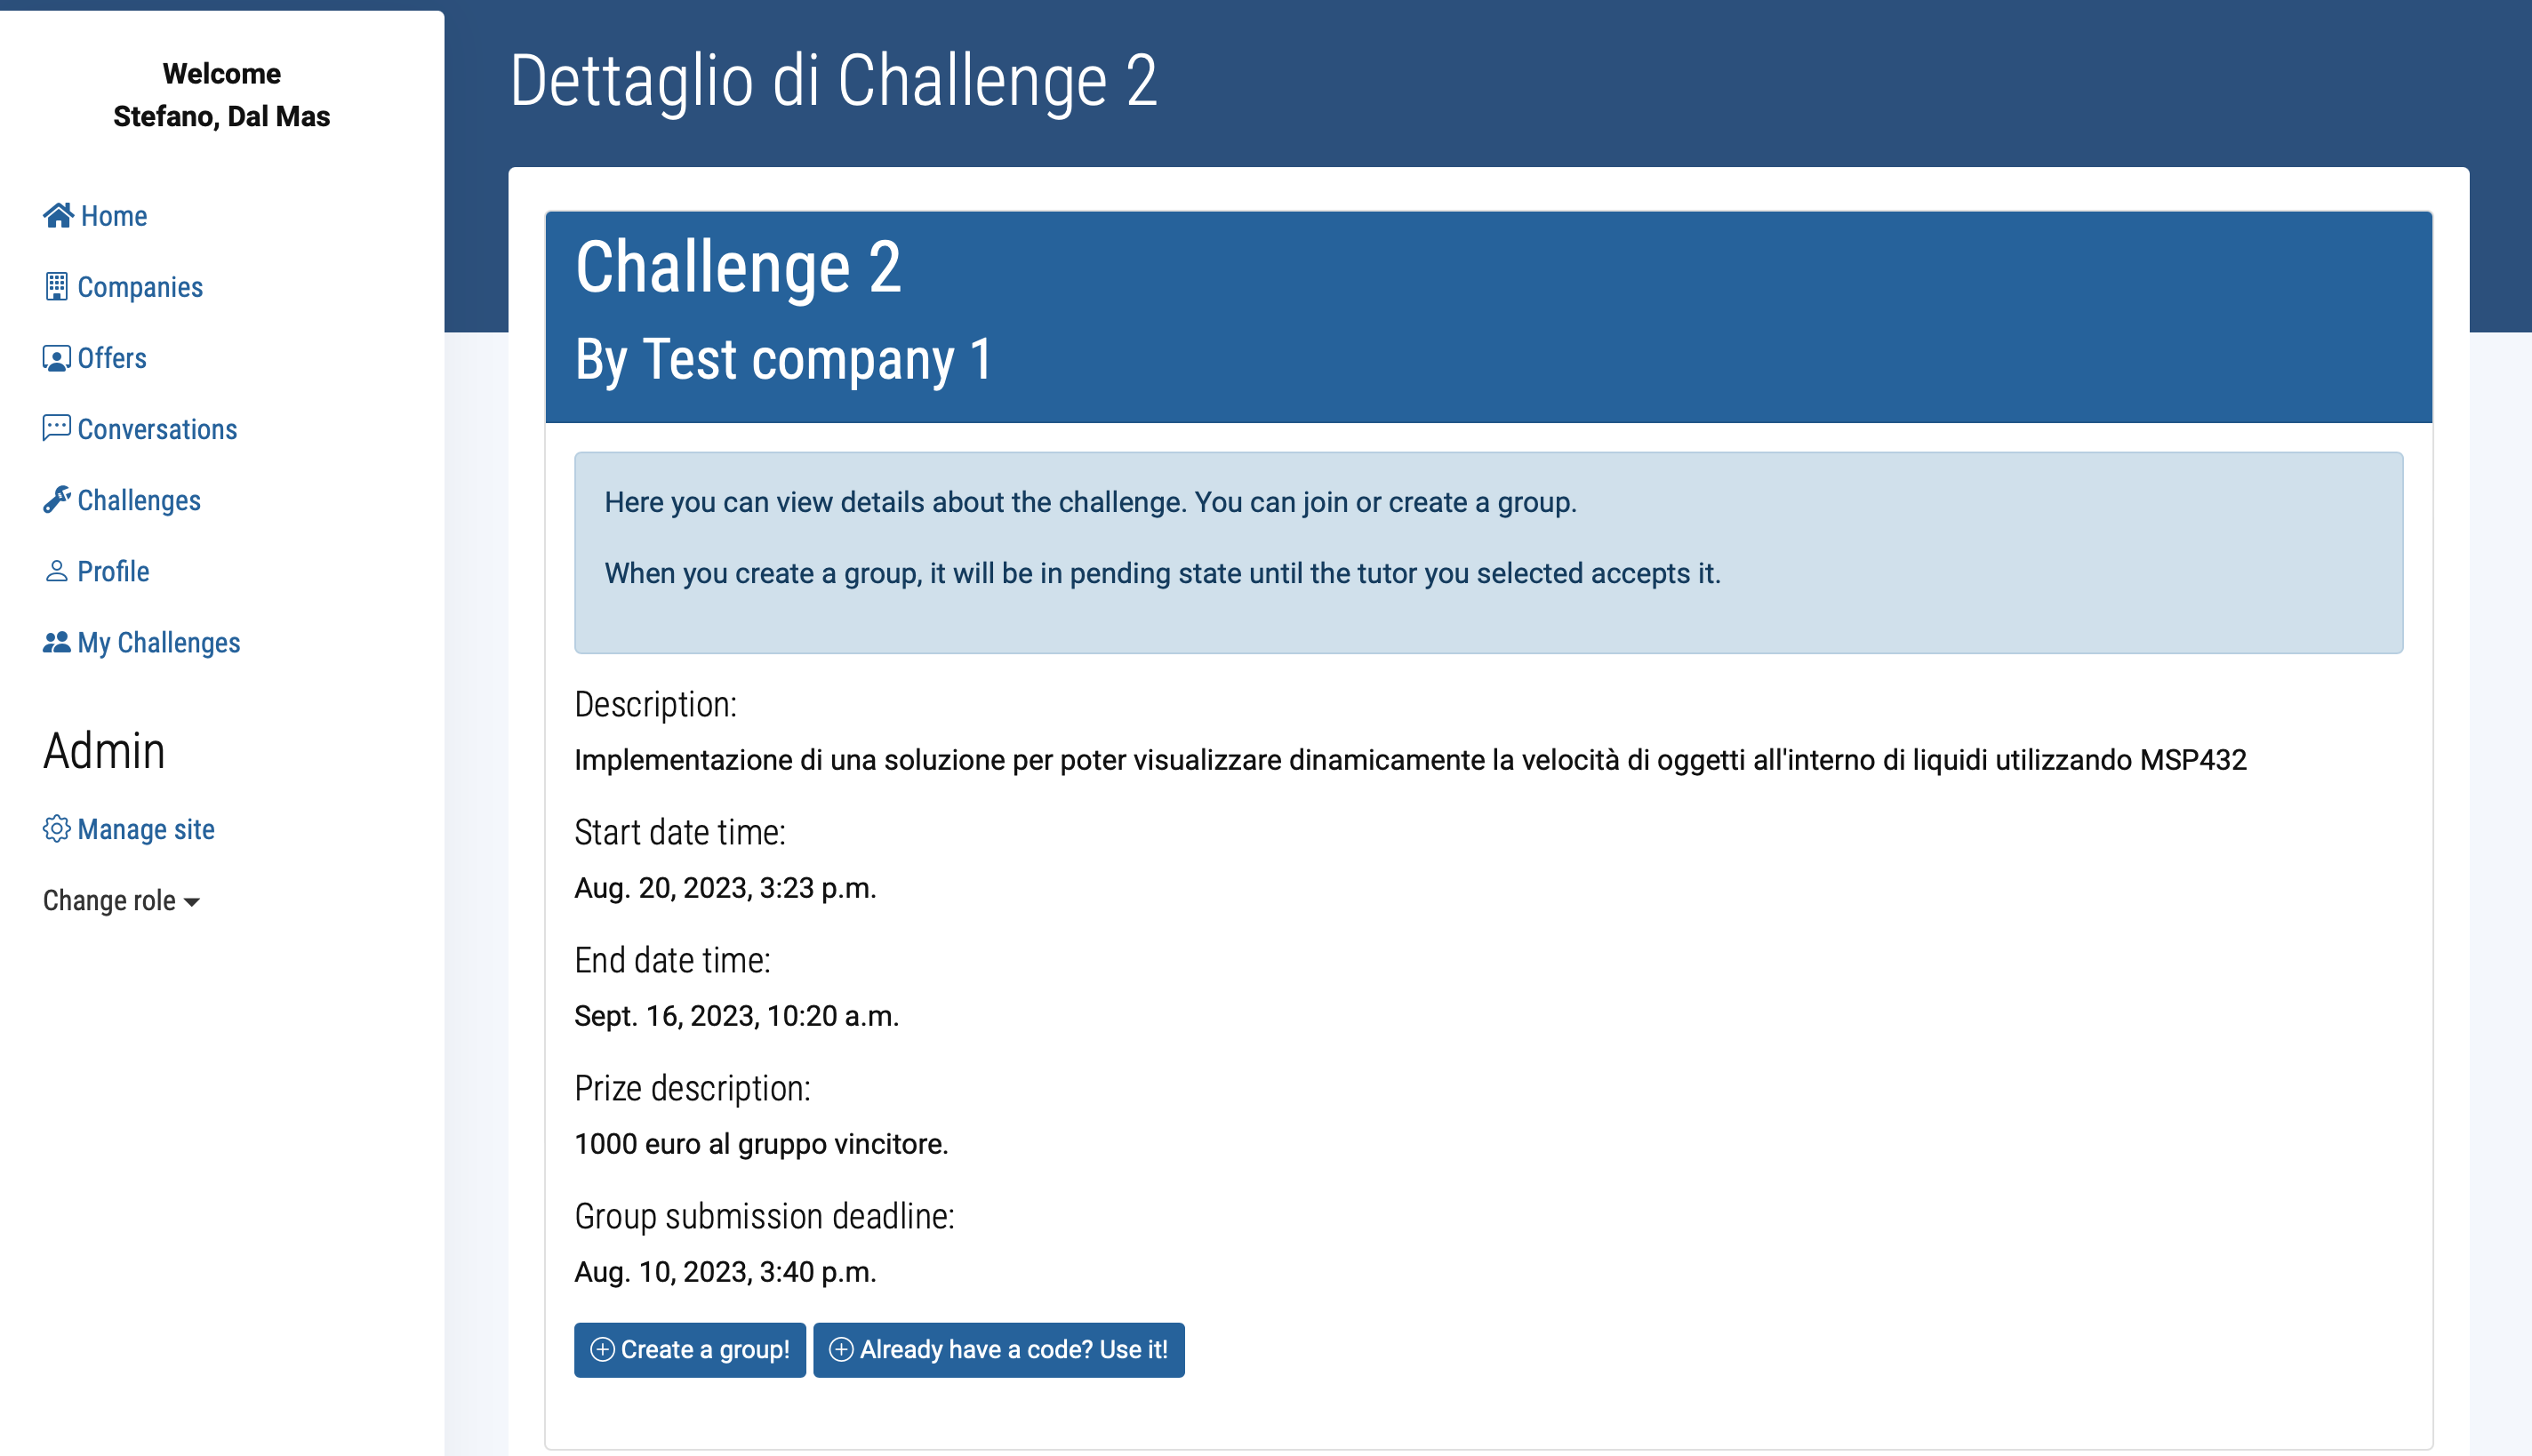 Welcome
Stefano, Dal Mas
Home
Companies
Offers
Conversations
Challenges
Profile
My Challenges
Admin
Manage site
Change role
Dettaglio di Challenge 2
Challenge 2
By Test company 1
Here you can view details about the challenge. You can join or create a group.
When you create a group, it will be in pending state until the tutor you selected accepts it.
Description:
Implementazione di una soluzione per poter visualizzare dinamicamente la velocità di oggetti all'interno di liquidi utilizzando MSP432
Start date time:
Aug. 20, 2023, 3:23 p.m.
End date time:
Sept. 16, 2023, 10:20 a.m.
Prize description:
1000 euro al gruppo vincitore.
Group submission deadline:
Aug. 10, 2023, 3:40 p.m.
Create a group!
Already have a code? Use it!